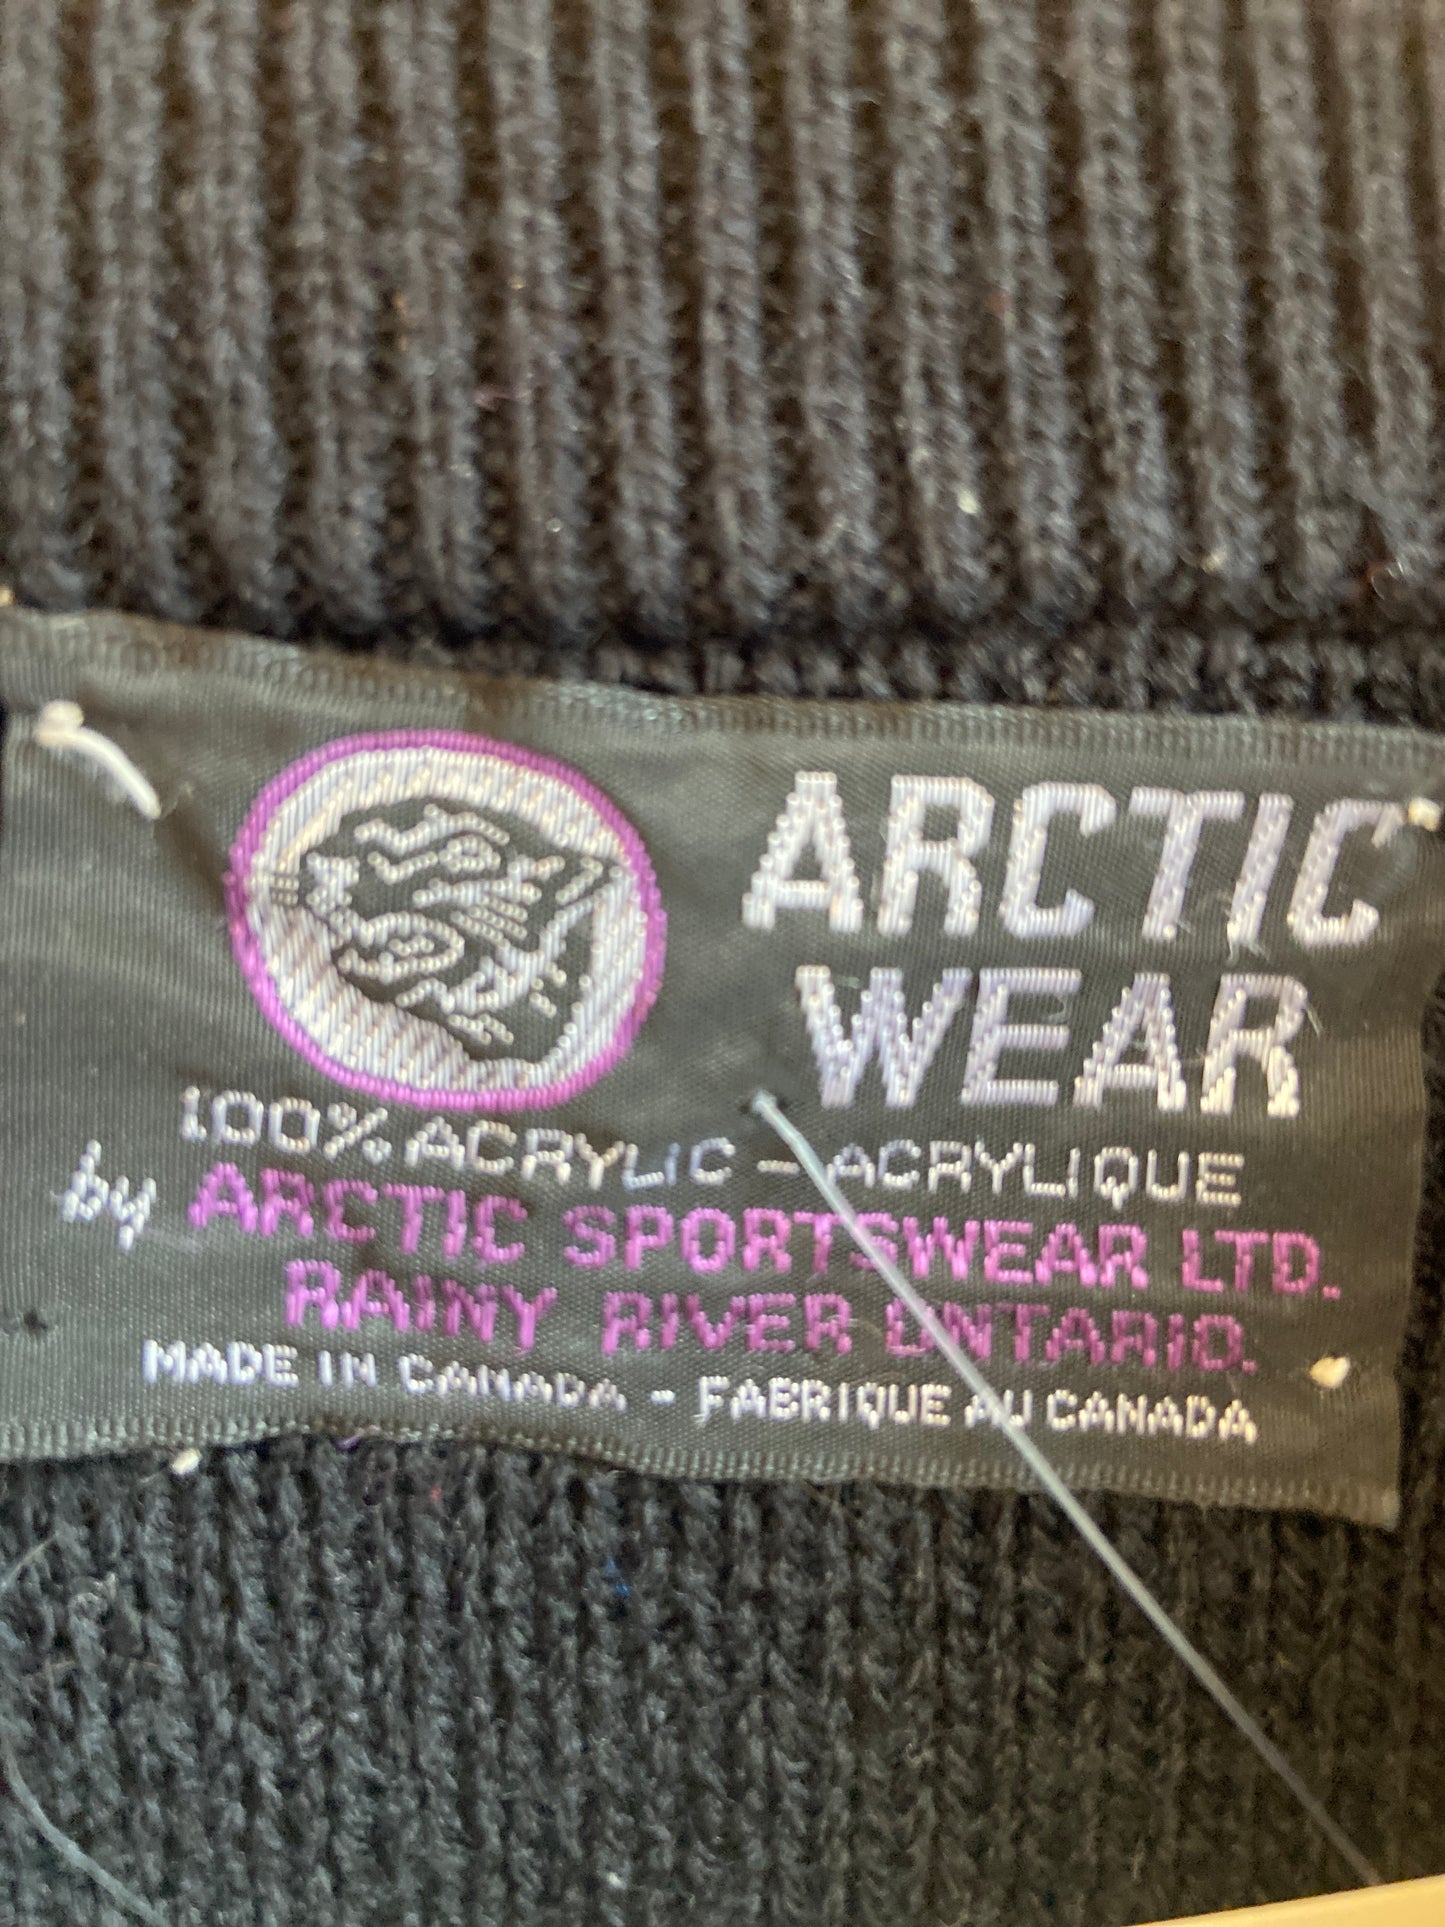 ARCTIC
WEAR
100% ACRYLIC - ACRYLIQUE
by ARCTIC SPORTSWEAR LTD.
RAINY RIVER ONTARIO.
MADE IN CANADA - FABRIQUE AU CANADA